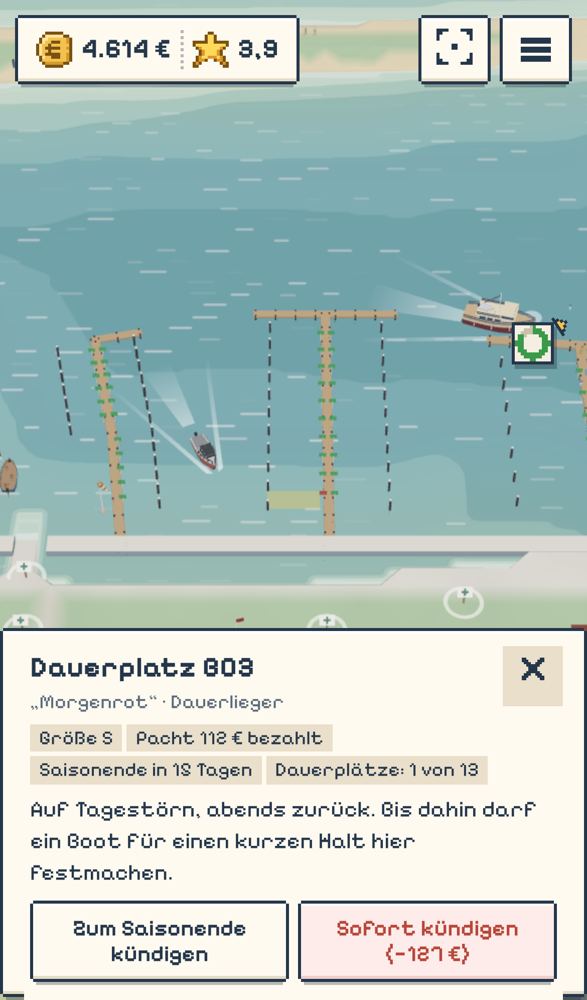 4.614 €
3,9
Dauerplatz B03
„Morgenrot“ · Dauerlieger
Größe S
Pacht 112 € bezahlt
Saisonende in 15 Tagen
Dauerplätze: 1 von 13
Auf Tagestörn, abends zurück. Bis dahin darf
ein Boot für einen kurzen Halt hier
festmachen.
Zum Saisonende
kündigen
Sofort kündigen
(−187 €)